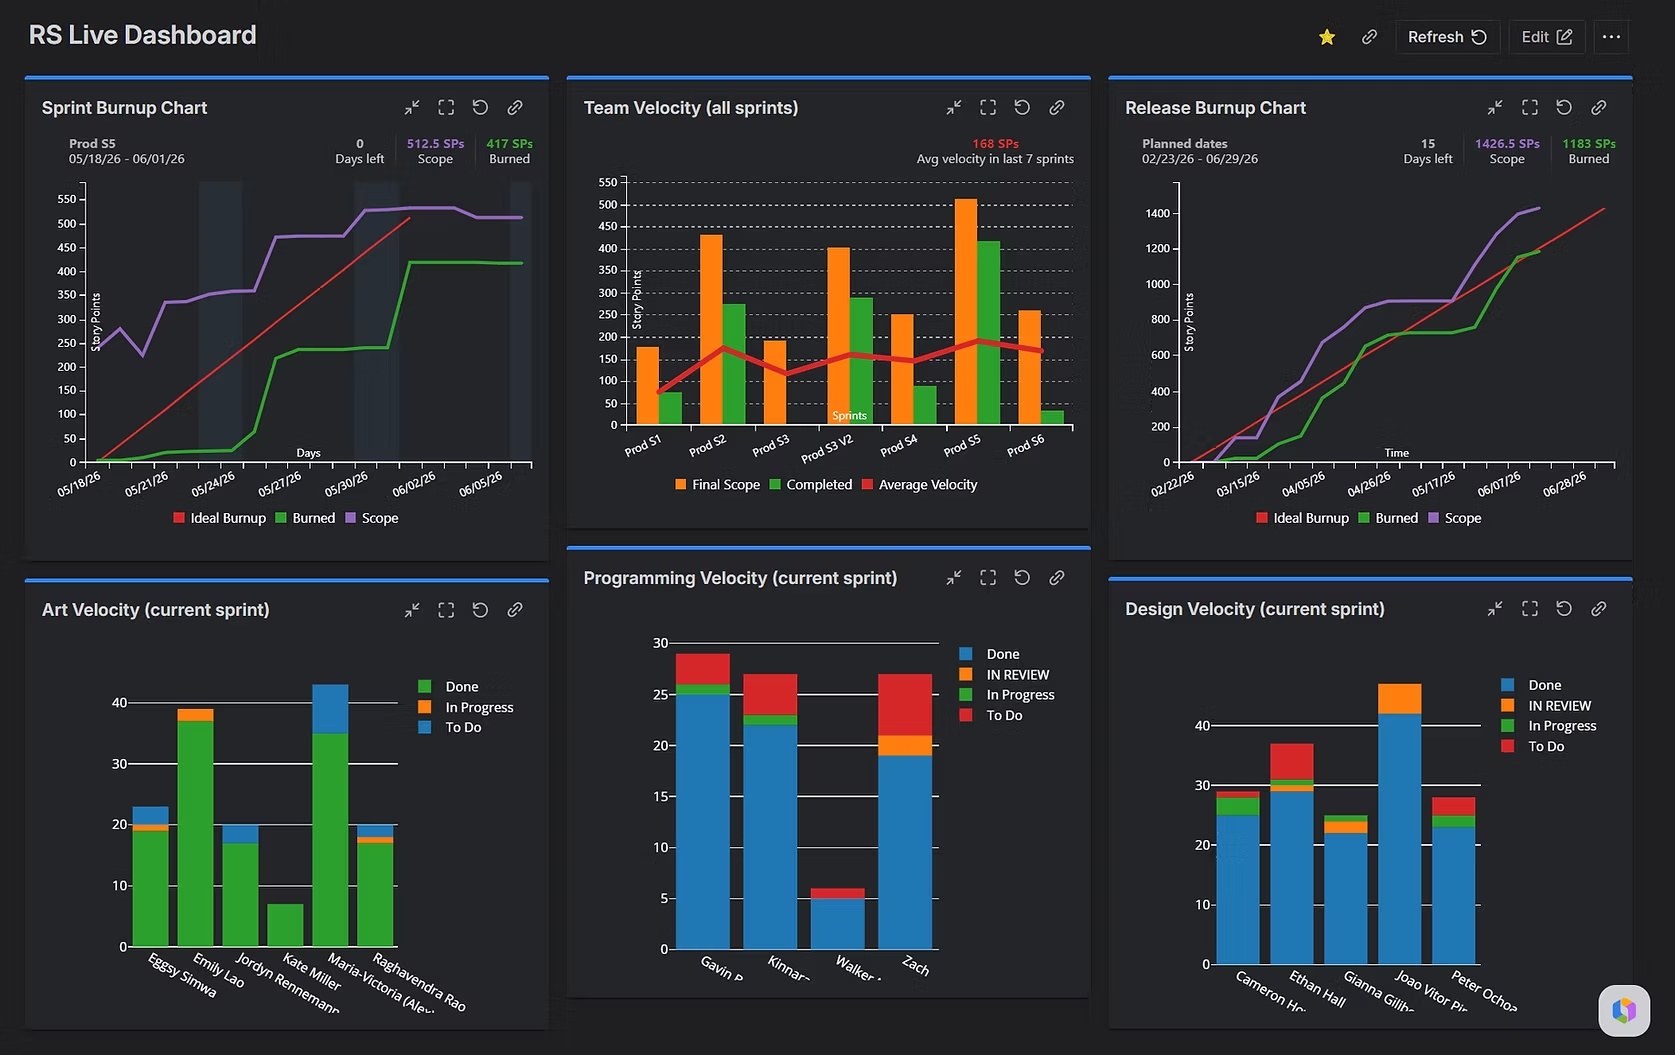 RS Live Dashboard
Refresh
Edit
Sprint Burnup Chart
Prod S5
05/18/26 - 06/01/26
0
Days left
512.5 SPs
Scope
417 SPs
Burned
550
500
450
400
350
300
250
200
150
100
50
0
Story Points
Days
05/18/26
05/21/26
05/24/26
05/27/26
05/30/26
06/02/26
06/05/26
Ideal Burnup
Burned
Scope
Team Velocity (all sprints)
168 SPs
Avg velocity in last 7 sprints
550
500
450
400
350
300
250
200
150
100
50
0
Story Points
Sprints
Prod S1
Prod S2
Prod S3
Prod S3 V2
Prod S4
Prod S5
Prod S6
Final Scope
Completed
Average Velocity
Release Burnup Chart
Planned dates
02/23/26 - 06/29/26
15
Days left
1426.5 SPs
Scope
1183 SPs
Burned
1400
1200
1000
800
600
400
200
0
Story Points
Time
02/22/26
03/15/26
04/05/26
04/26/26
05/17/26
06/07/26
06/28/26
Ideal Burnup
Burned
Scope
Art Velocity (current sprint)
40
30
20
10
0
Eggsy Simwa
Emily Lao
Jordyn Rennemann
Kate Miller
Maria-Victoria (Alex
Raghavendra Rao
Done
In Progress
To Do
Programming Velocity (current sprint)
30
25
20
15
10
5
0
Gavin P
Kinnar
Walker
Zach
Done
IN REVIEW
In Progress
To Do
Design Velocity (current sprint)
40
30
20
10
0
Cameron
Ethan Hall
Gianna
Joao Vitor
Peter Ochoa
Done
IN REVIEW
In Progress
To Do